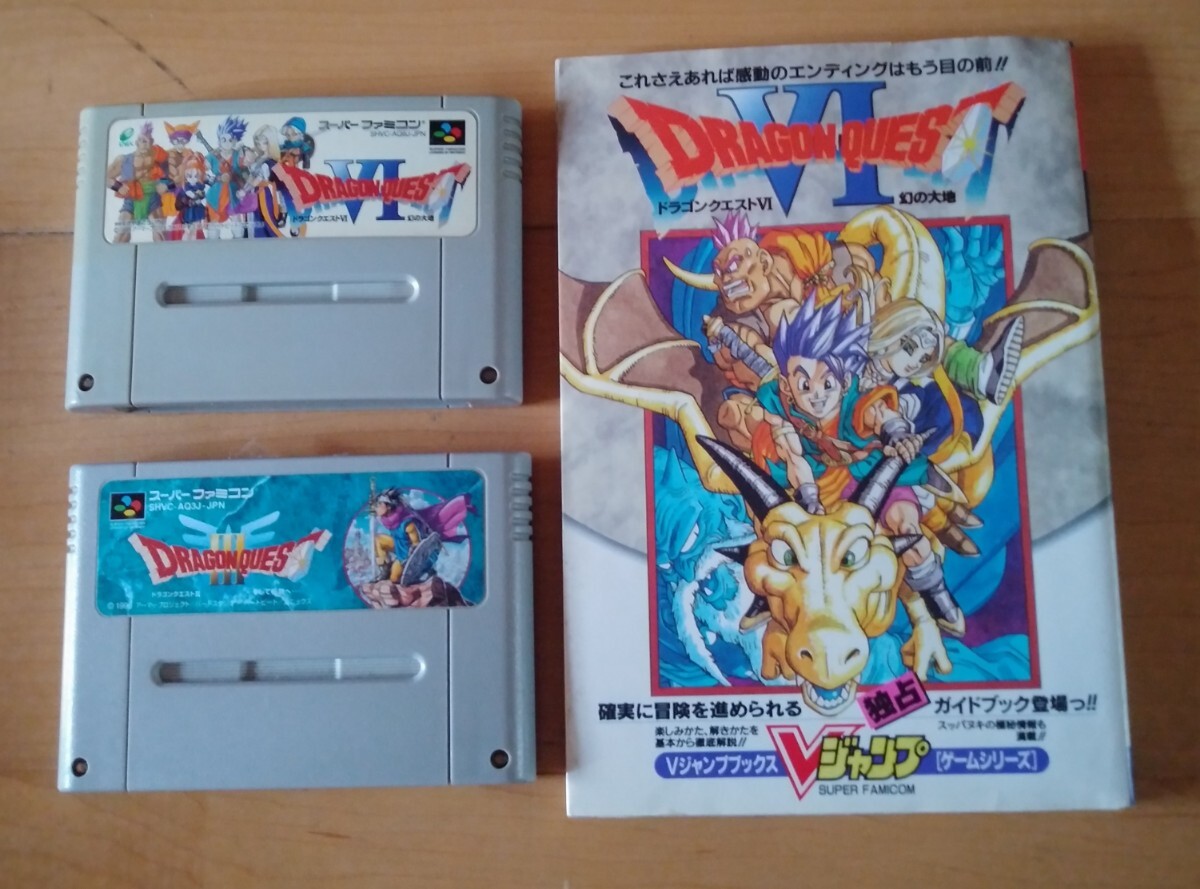 スーパーファミコン
SHVC-AQ6J-JPN
VI
DRAGON QUEST
ドラゴンクエストVI 幻の大地
スーパーファミコン
SHVC-AQ3J-JPN
III
DRAGON QUEST
ドラゴンクエストIII
これさえあれば感動のエンディングはもう目の前!!
VI
DRAGON QUEST
ドラゴンクエストVI 幻の大地
確実に冒険を進められる 独占 ガイドブック登場っ!!
楽しみかた、解きかたを
基本から徹底解説!!
スッパヌキの極秘情報も
満載!!
Vジャンプブックス Vジャンプ [ゲームシリーズ]
SUPER FAMICOM